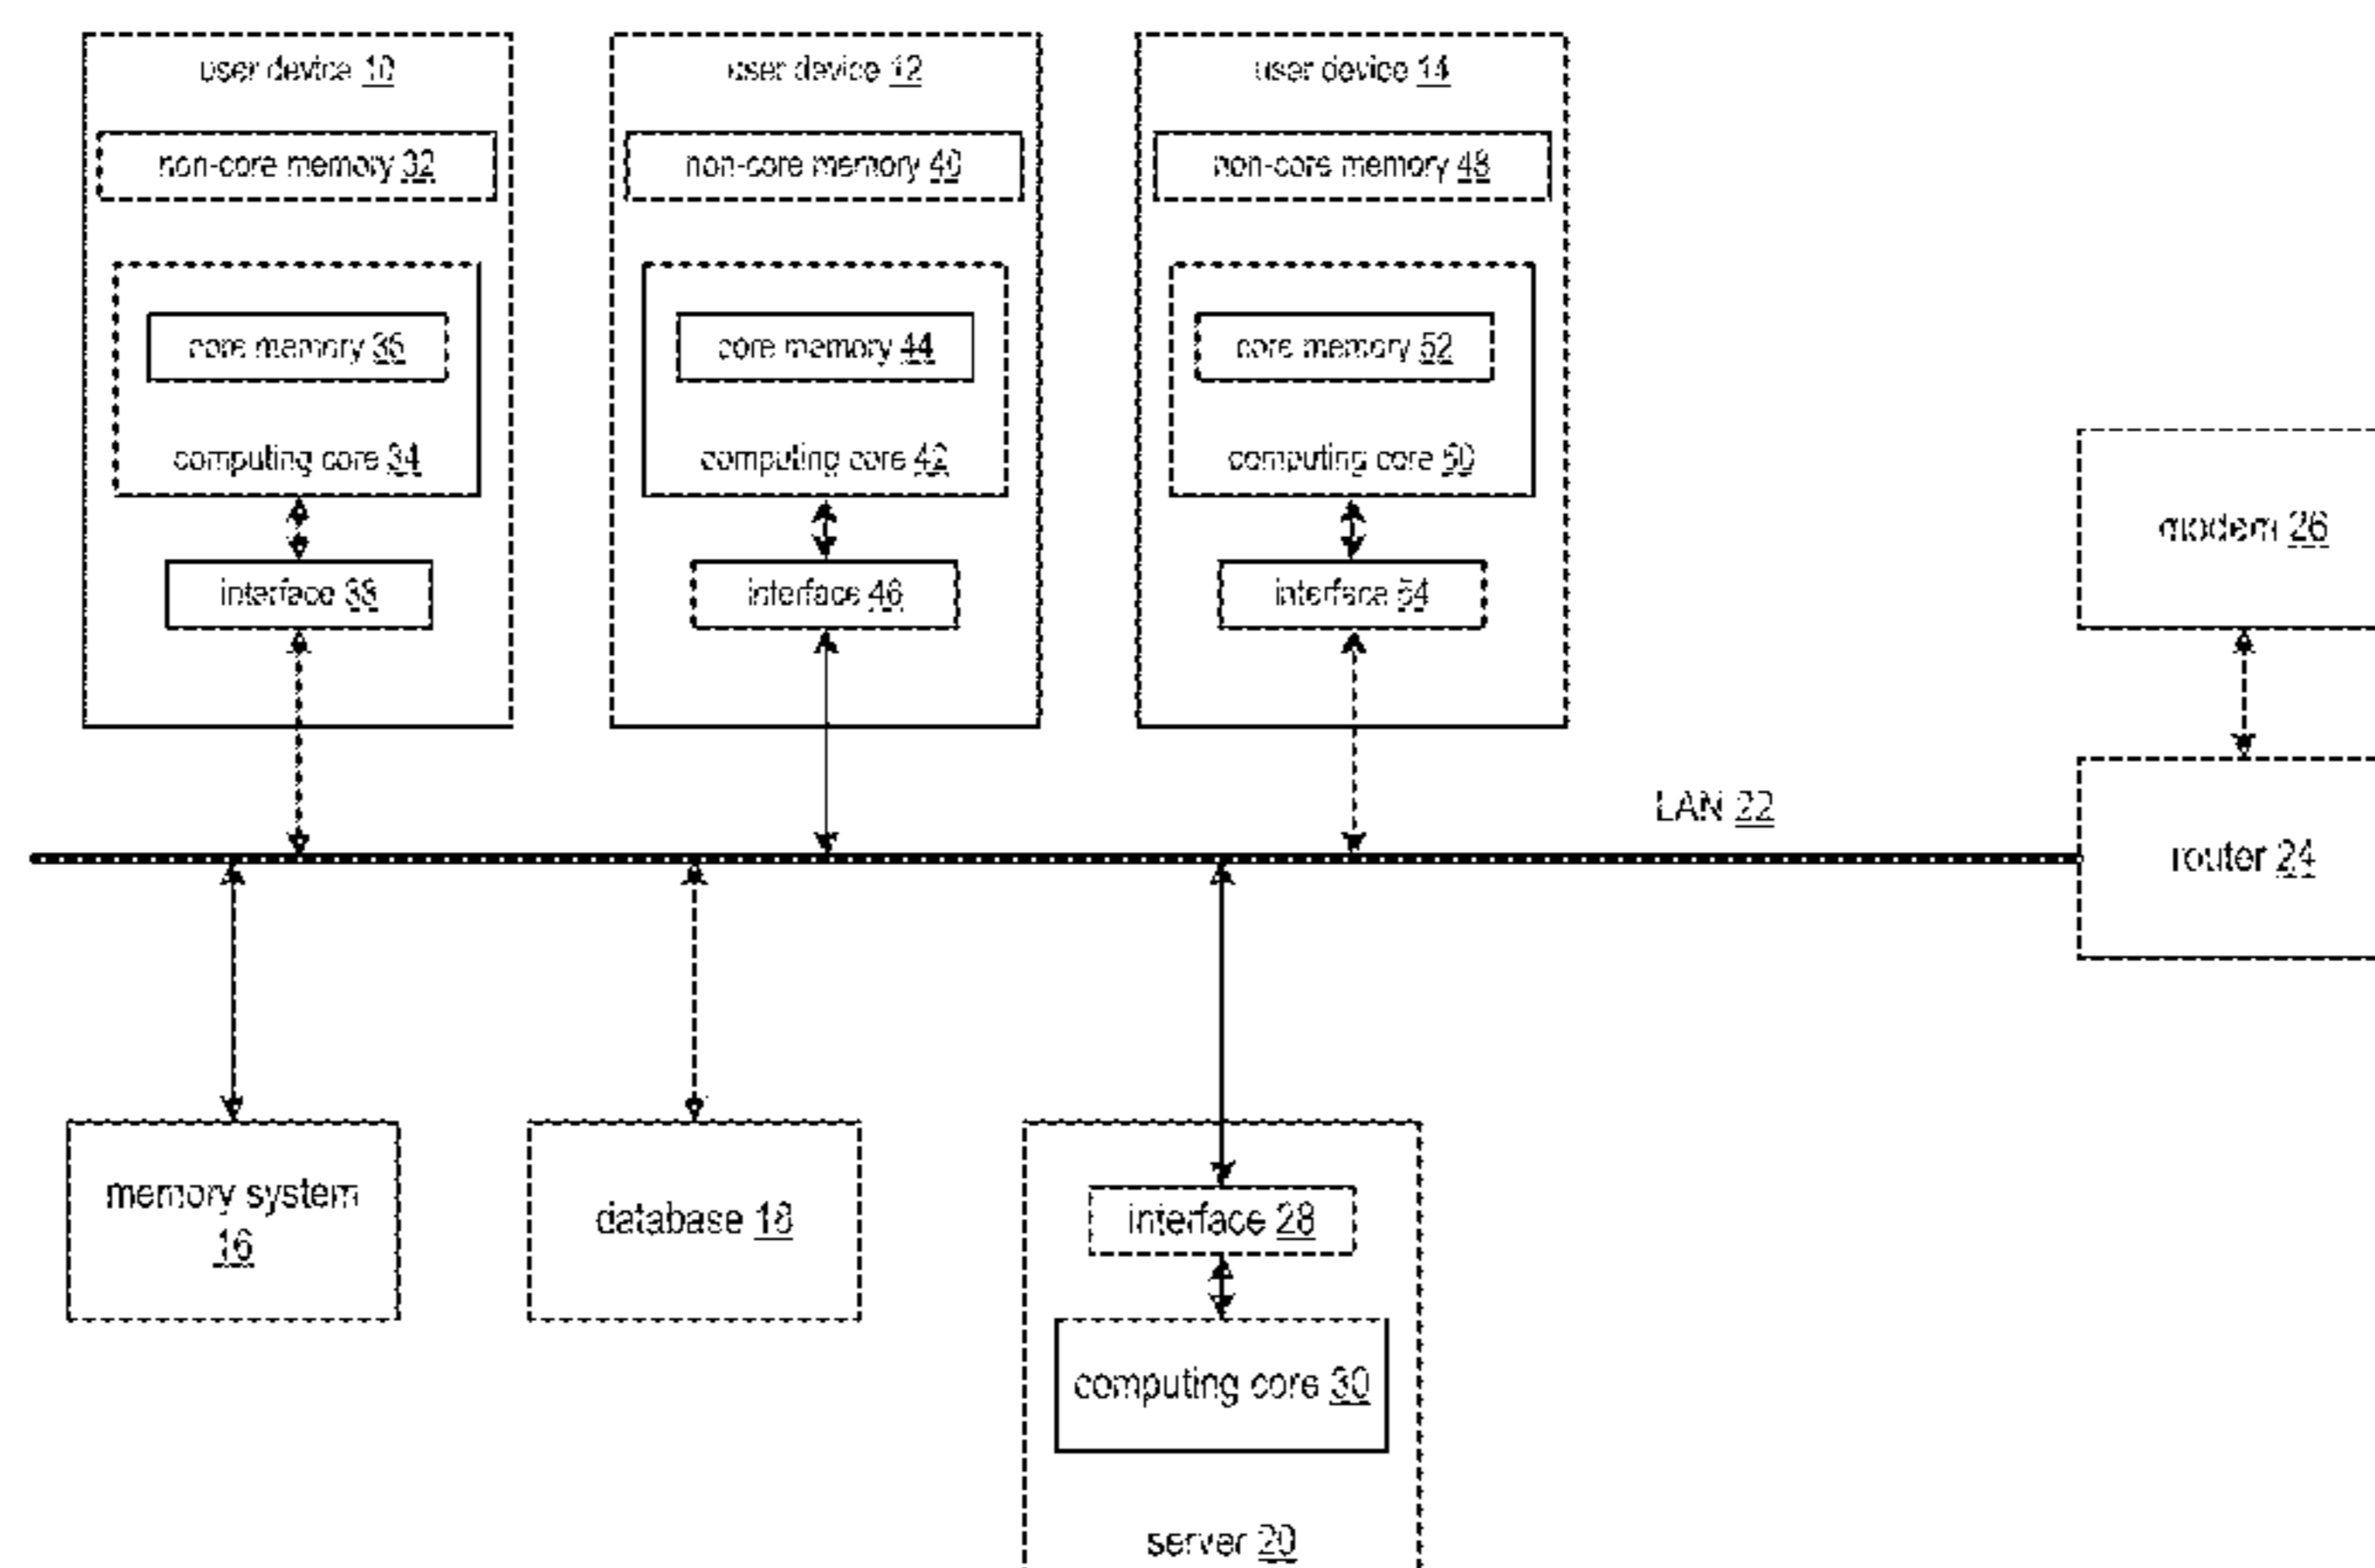 user device 10
non-core memory 32
core memory 36
computing core 34
interface 38
user device 12
non-core memory 40
core memory 44
computing core 42
interface 46
user device 14
non-core memory 48
core memory 52
computing core 50
interface 54
modem 26
LAN 22
router 24
memory system
16
database 18
interface 28
computing core 30
server 20